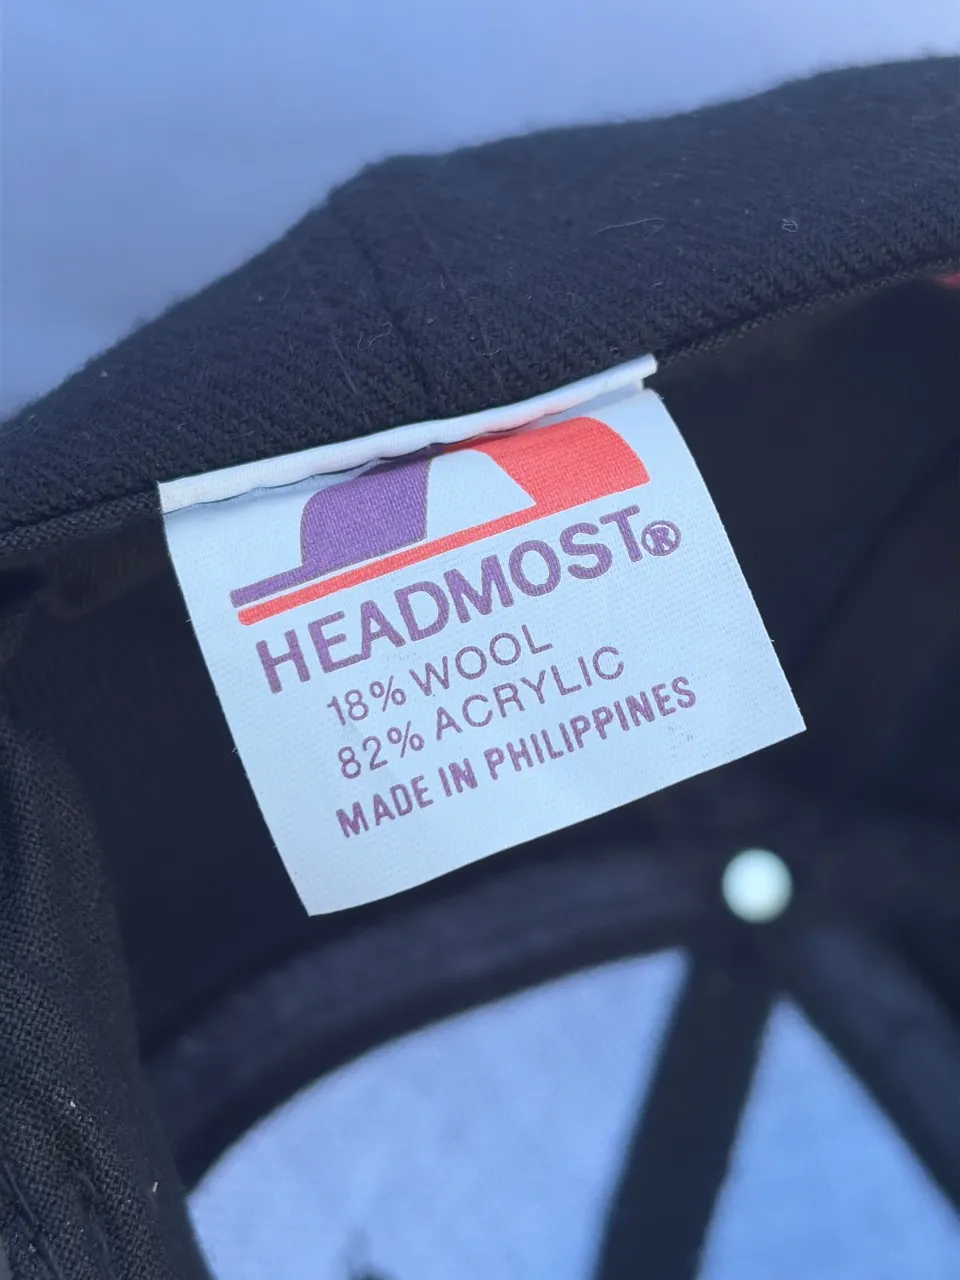 HEADMOST®
18% WOOL
82% ACRYLIC
MADE IN PHILIPPINES